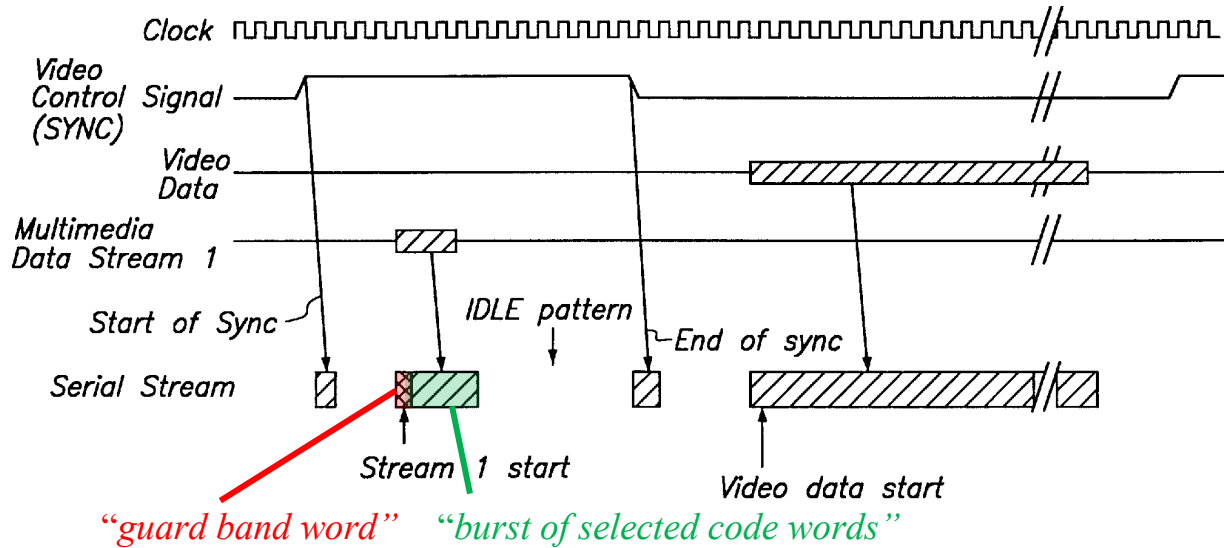 Clock
Video
Control Signal
(SYNC)
Video
Data
Multimedia
Data Stream 1
Start of Sync
IDLE pattern
End of sync
Serial Stream
Stream 1 start
Video data start
“guard band word”
“burst of selected code words”